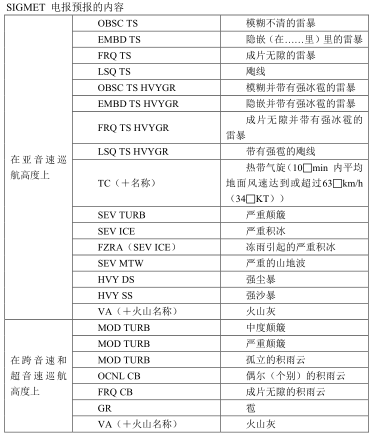 SIGMET 电报预报的内容
在亚音速巡
航高度上
OBSC TS 模糊不清的雷暴
EMBD TS 隐嵌（在……里）里的雷暴
FRQ TS 成片无隙的雷暴
LSQ TS 飑线
OBSC TS HVYGR 模糊并带有强冰雹的雷暴
EMBD TS HVYGR 隐嵌并带有强冰雹的雷暴
FRQ TS HVYGR 成片无隙并带有强冰雹的
雷暴
LSQ TS HVYGR 带有强雹的飑线
TC（＋名称） 热带气旋（10□min 内平均
地面风速达到或超过63□km/h
（34□KT））
SEV TURB 严重颠簸
SEV ICE 严重积冰
FZRA（SEV ICE） 冻雨引起的严重积冰
SEV MTW 严重的山地波
HVY DS 强尘暴
HVY SS 强沙暴
VA（＋火山名称） 火山灰
在跨音速和
超音速巡航
高度上
MOD TURB 中度颠簸
MOD TURB 严重颠簸
MOD TURB 孤立的积雨云
OCNL CB 偶尔（个别）的积雨云
FRQ CB 成片无隙的积雨云
GR 雹
VA（＋火山名称） 火山灰